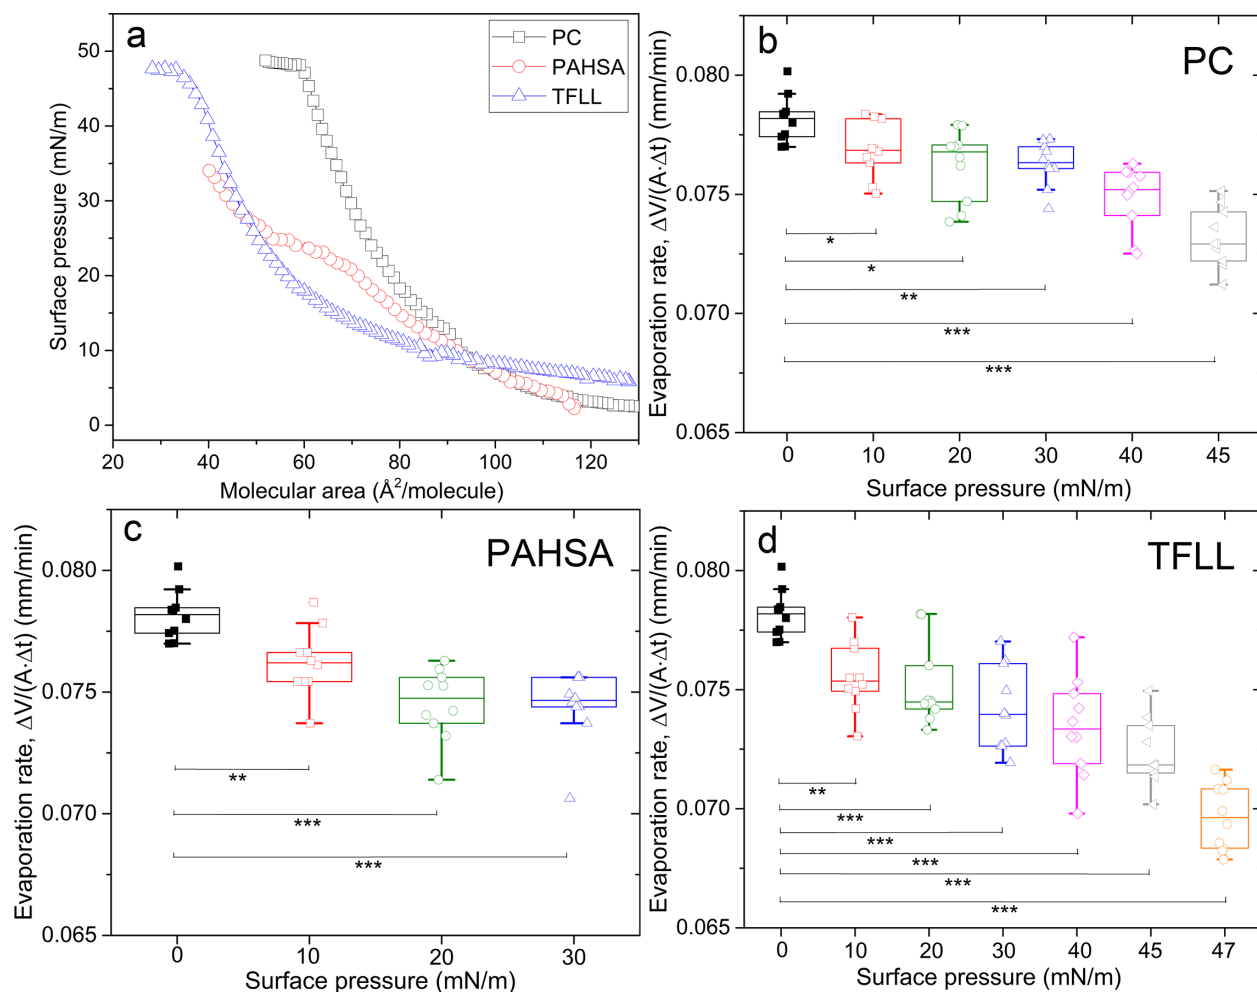 a
PC
PAHSA
TFLL
Surface pressure (mN/m)
50
40
30
20
10
0
20 40 60 80 100 120
Molecular area (Å²/molecule)
b
PC
Evaporation rate, ΔV/(A·Δt) (mm/min)
0.080
0.075
0.070
0.065
*
*
**
***
***
0 10 20 30 40 45
Surface pressure (mN/m)
c
PAHSA
Evaporation rate, ΔV/(A·Δt) (mm/min)
0.080
0.075
0.070
0.065
**
***
***
0 10 20 30
Surface pressure (mN/m)
d
TFLL
Evaporation rate, ΔV/(A·Δt) (mm/min)
0.080
0.075
0.070
0.065
**
***
***
***
***
***
0 10 20 30 40 45 47
Surface pressure (mN/m)